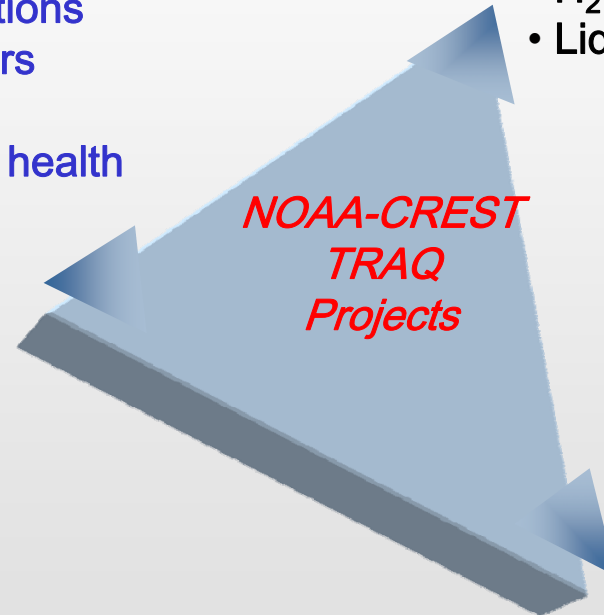 tions
rs
health
• Lid
NOAA-CREST
TRAQ
Projects